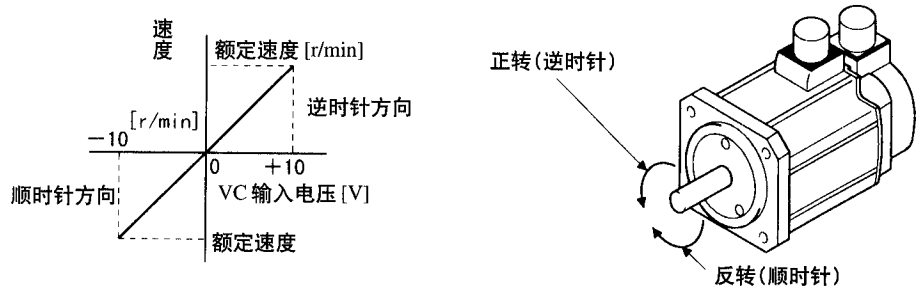 速度
额定速度 [r/min]
逆时针方向
[r/min]
-10
0
+10
顺时针方向
VC 输入电压 [V]
额定速度
正转(逆时针)
反转(顺时针)